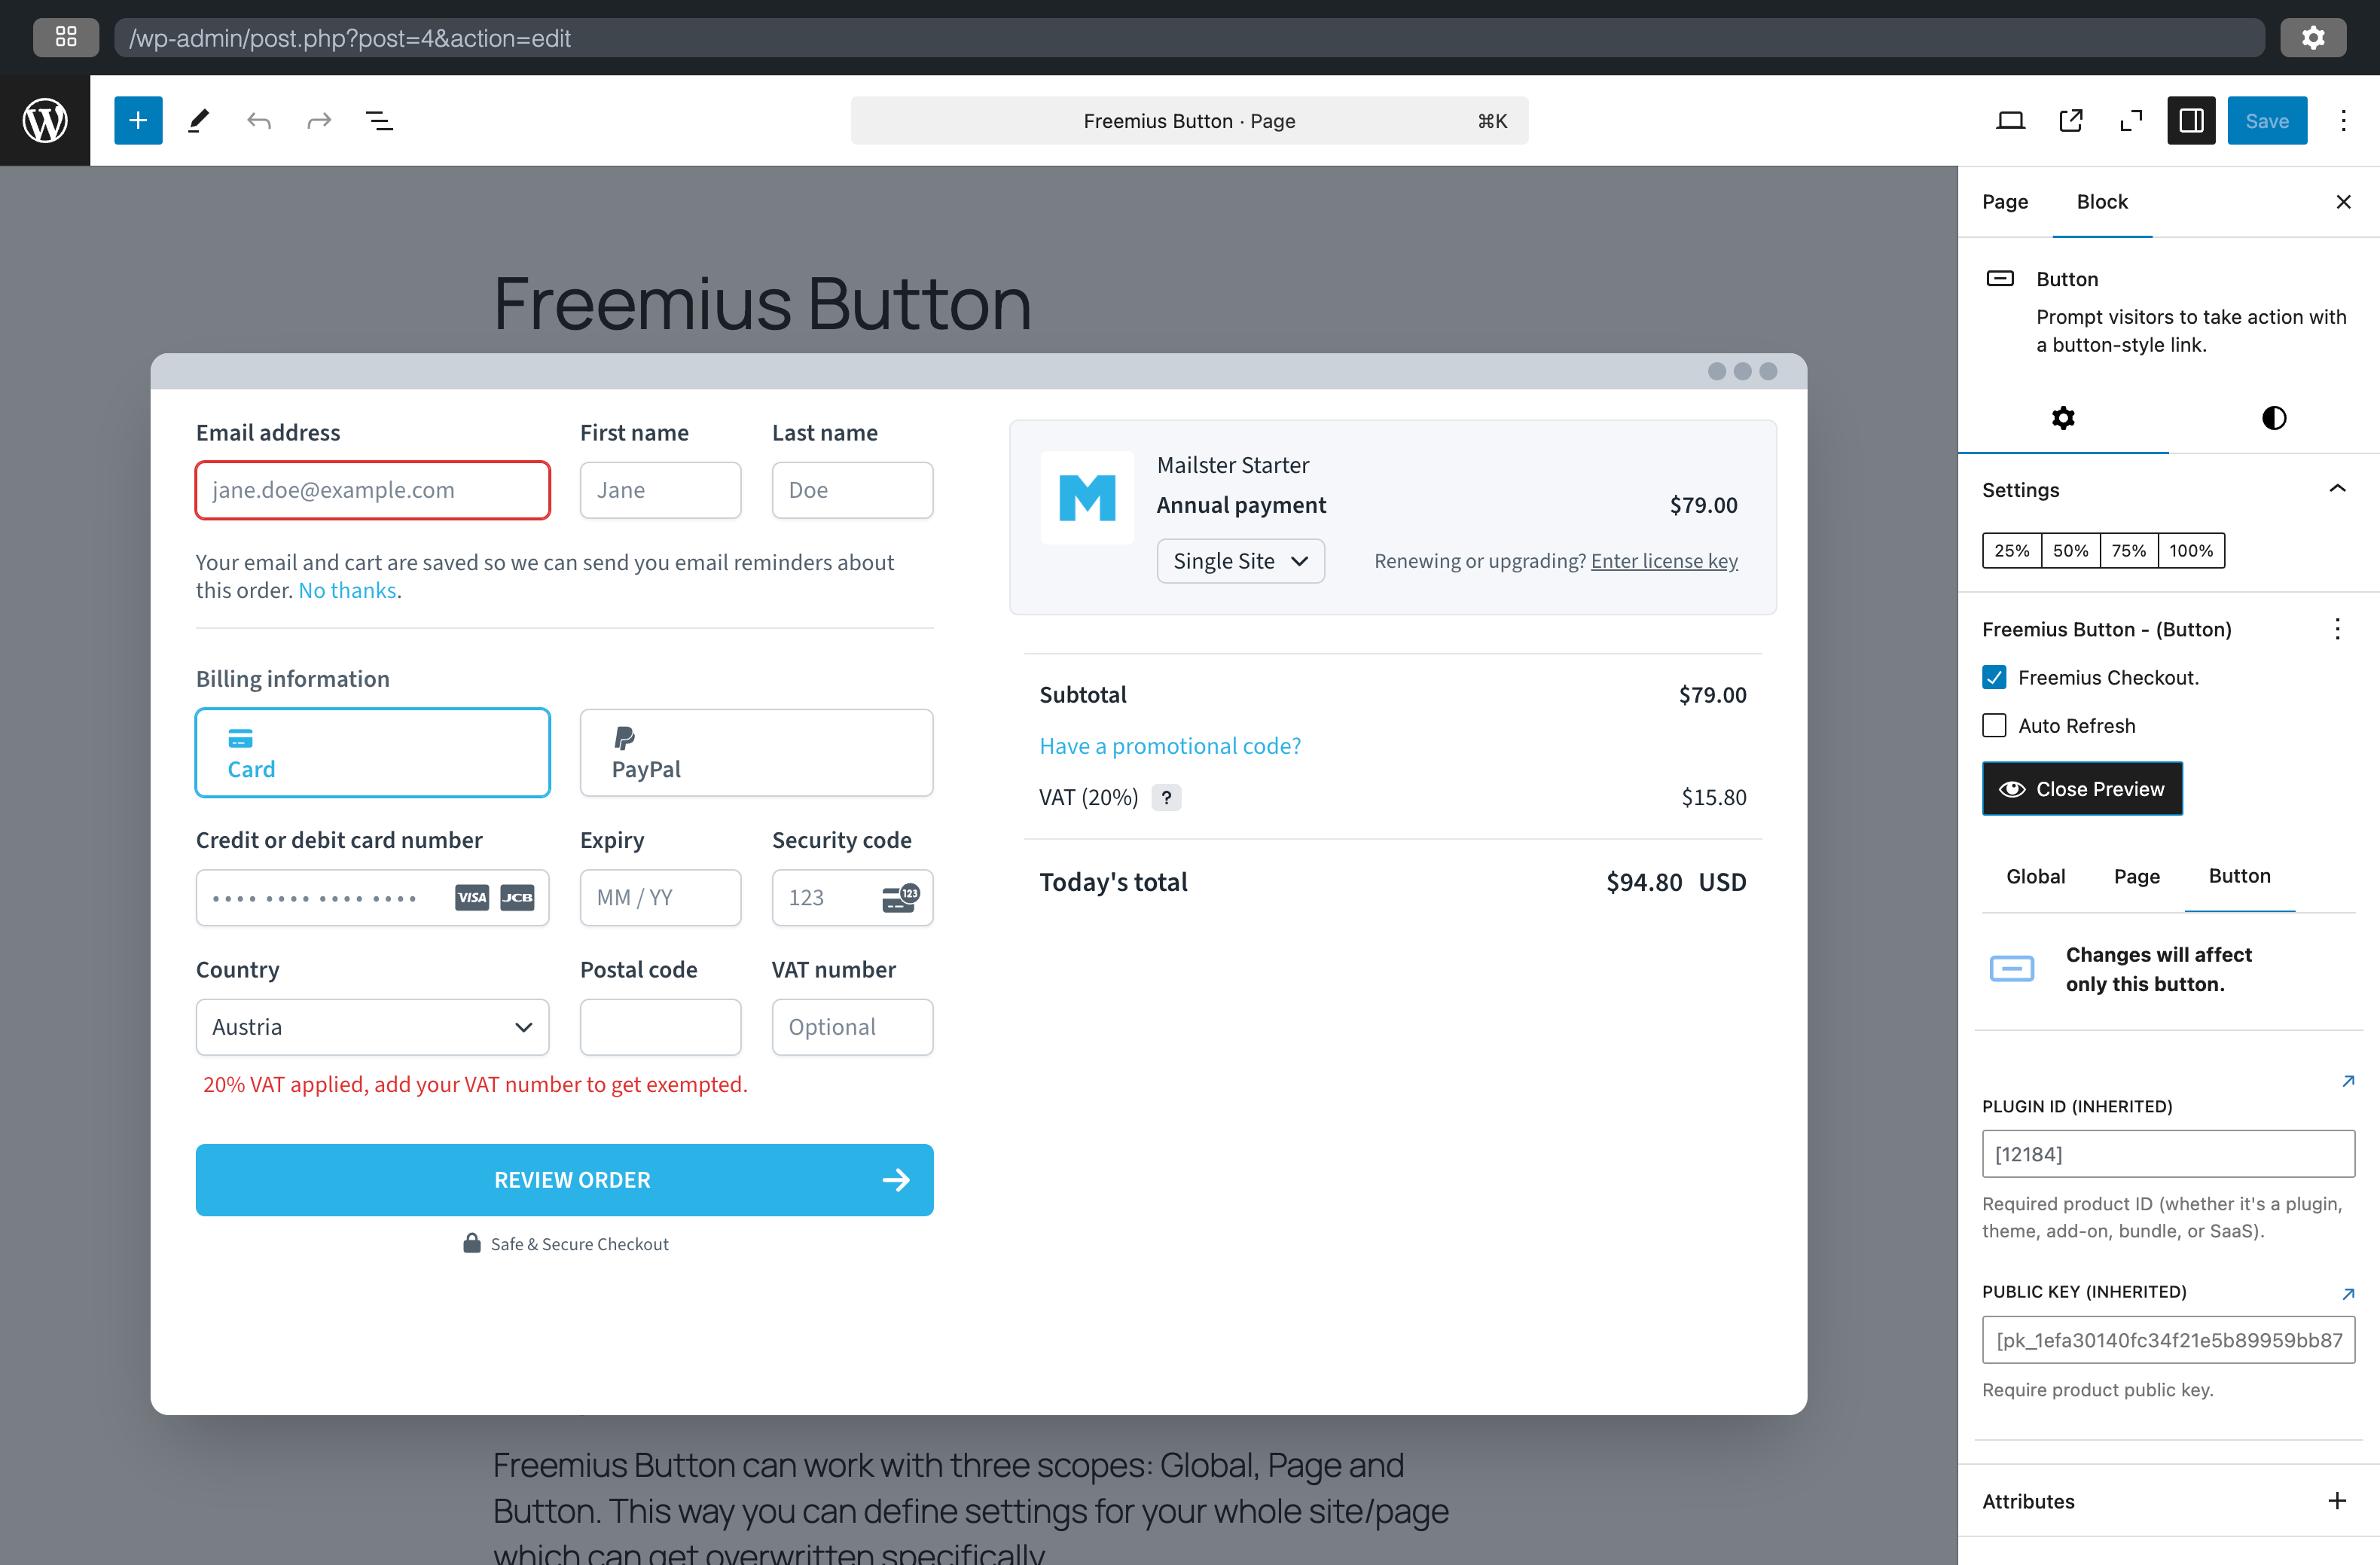 /wp-admin/post.php?post=4&action=edit
Freemius Button · Page ⌘K
Save
Freemius Button
Email address
First name
Last name
jane.doe@example.com
Jane
Doe
Your email and cart are saved so we can send you email reminders about
this order. No thanks.
Billing information
Card
PayPal
Credit or debit card number
Expiry
Security code
VISA
JCB
MM / YY
123
123
Country
Postal code
VAT number
Austria
Optional
20% VAT applied, add your VAT number to get exempted.
REVIEW ORDER
Safe & Secure Checkout
Mailster Starter
Annual payment $79.00
Single Site
Renewing or upgrading? Enter license key
Subtotal $79.00
Have a promotional code?
VAT (20%) ? $15.80
Today's total $94.80 USD
Freemius Button can work with three scopes: Global, Page and
Button. This way you can define settings for your whole site/page
which can get overwritten specifically
Page
Block
Button
Prompt visitors to take action with
a button-style link.
Settings
25% 50% 75% 100%
Freemius Button - (Button)
Freemius Checkout.
Auto Refresh
Close Preview
Global
Page
Button
Changes will affect
only this button.
PLUGIN ID (INHERITED)
[12184]
Required product ID (whether it's a plugin,
theme, add-on, bundle, or SaaS).
PUBLIC KEY (INHERITED)
[pk_1efa30140fc34f21e5b89959bb87
Require product public key.
Attributes